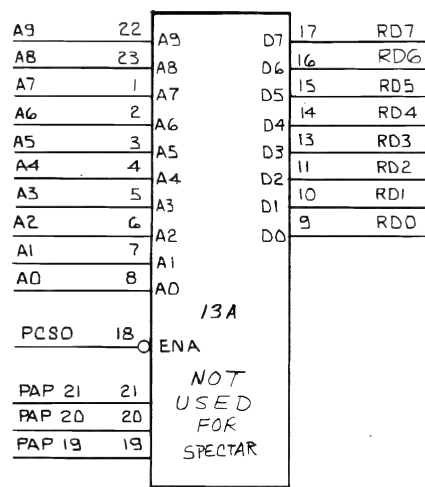 A9 22 A9 D7 17 RD7
A8 23 A8 D6 16 RD6
A7 1 A7 D5 15 RD5
A6 2 A6 D4 14 RD4
A5 3 A5 D3 13 RD3
A4 4 A4 D2 11 RD2
A3 5 A3 D1 10 RD1
A2 6 A2 D0 9 RD0
A1 7 A1
A0 8 A0
13A
PCS0 18 ENA
NOT
USED
FOR
SPECTAR
PAP 21 21
PAP 20 20
PAP 19 19